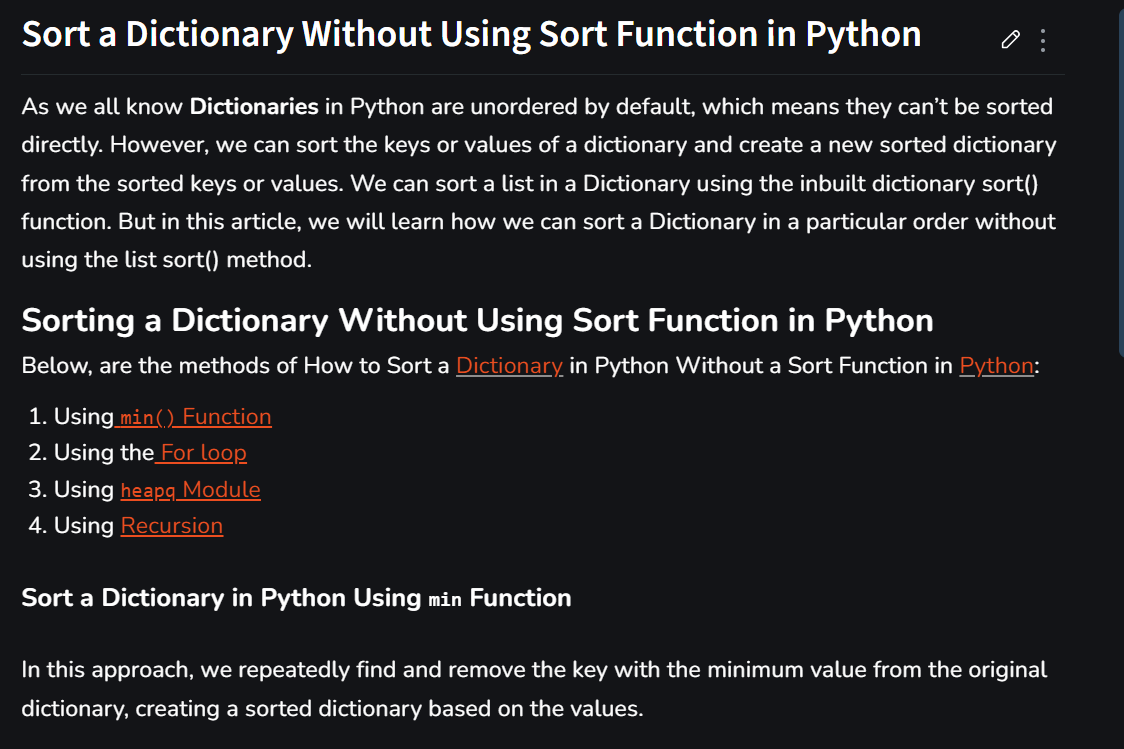 Sort a Dictionary Without Using Sort Function in Python
As we all know Dictionaries in Python are unordered by default, which means they can’t be sorted
directly. However, we can sort the keys or values of a dictionary and create a new sorted dictionary
from the sorted keys or values. We can sort a list in a Dictionary using the inbuilt dictionary sort()
function. But in this article, we will learn how we can sort a Dictionary in a particular order without
using the list sort() method.
Sorting a Dictionary Without Using Sort Function in Python
Below, are the methods of How to Sort a Dictionary in Python Without a Sort Function in Python:
1. Using min() Function
2. Using the For loop
3. Using heapq Module
4. Using Recursion
Sort a Dictionary in Python Using min Function
In this approach, we repeatedly find and remove the key with the minimum value from the original
dictionary, creating a sorted dictionary based on the values.